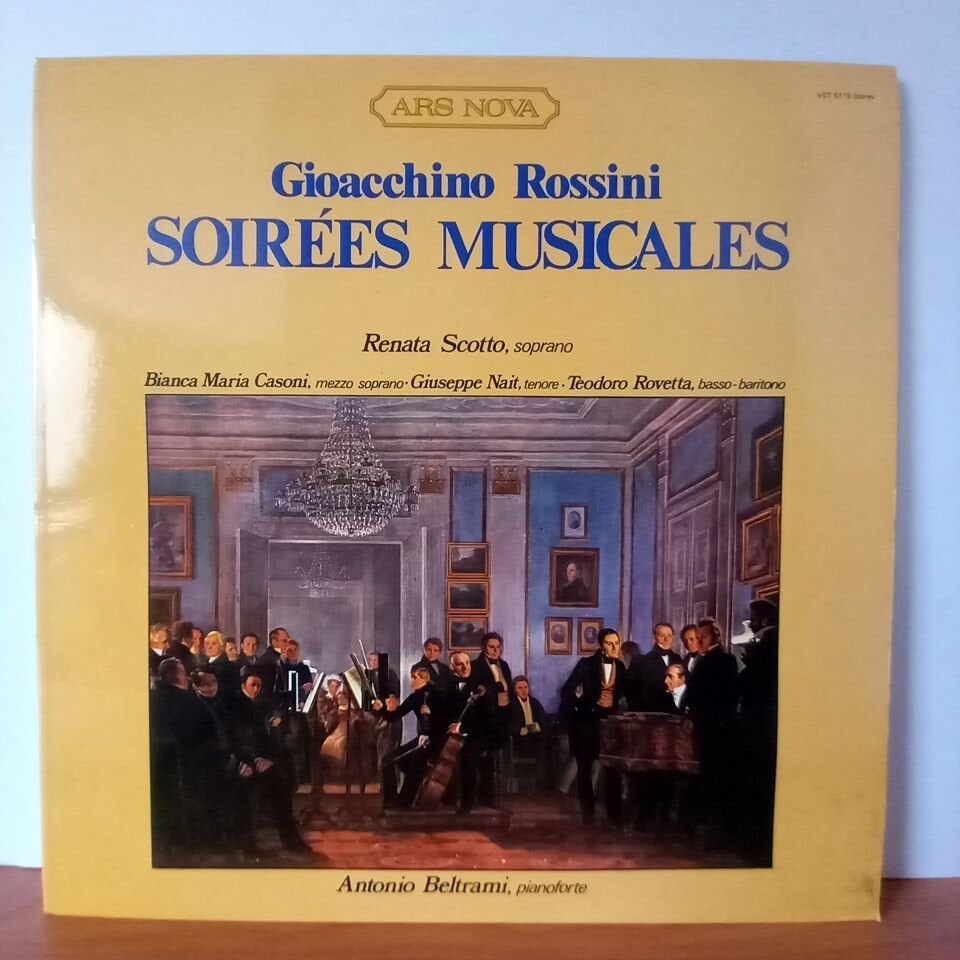 ARS NOVA
VST 6119 Stereo
Gioacchino Rossini
SOIRÉES MUSICALES
Renata Scotto, soprano
Bianca Maria Casoni, mezzo soprano · Giuseppe Nait, tenore · Teodoro Rovetta, basso-baritono
Antonio Beltrami, pianoforte